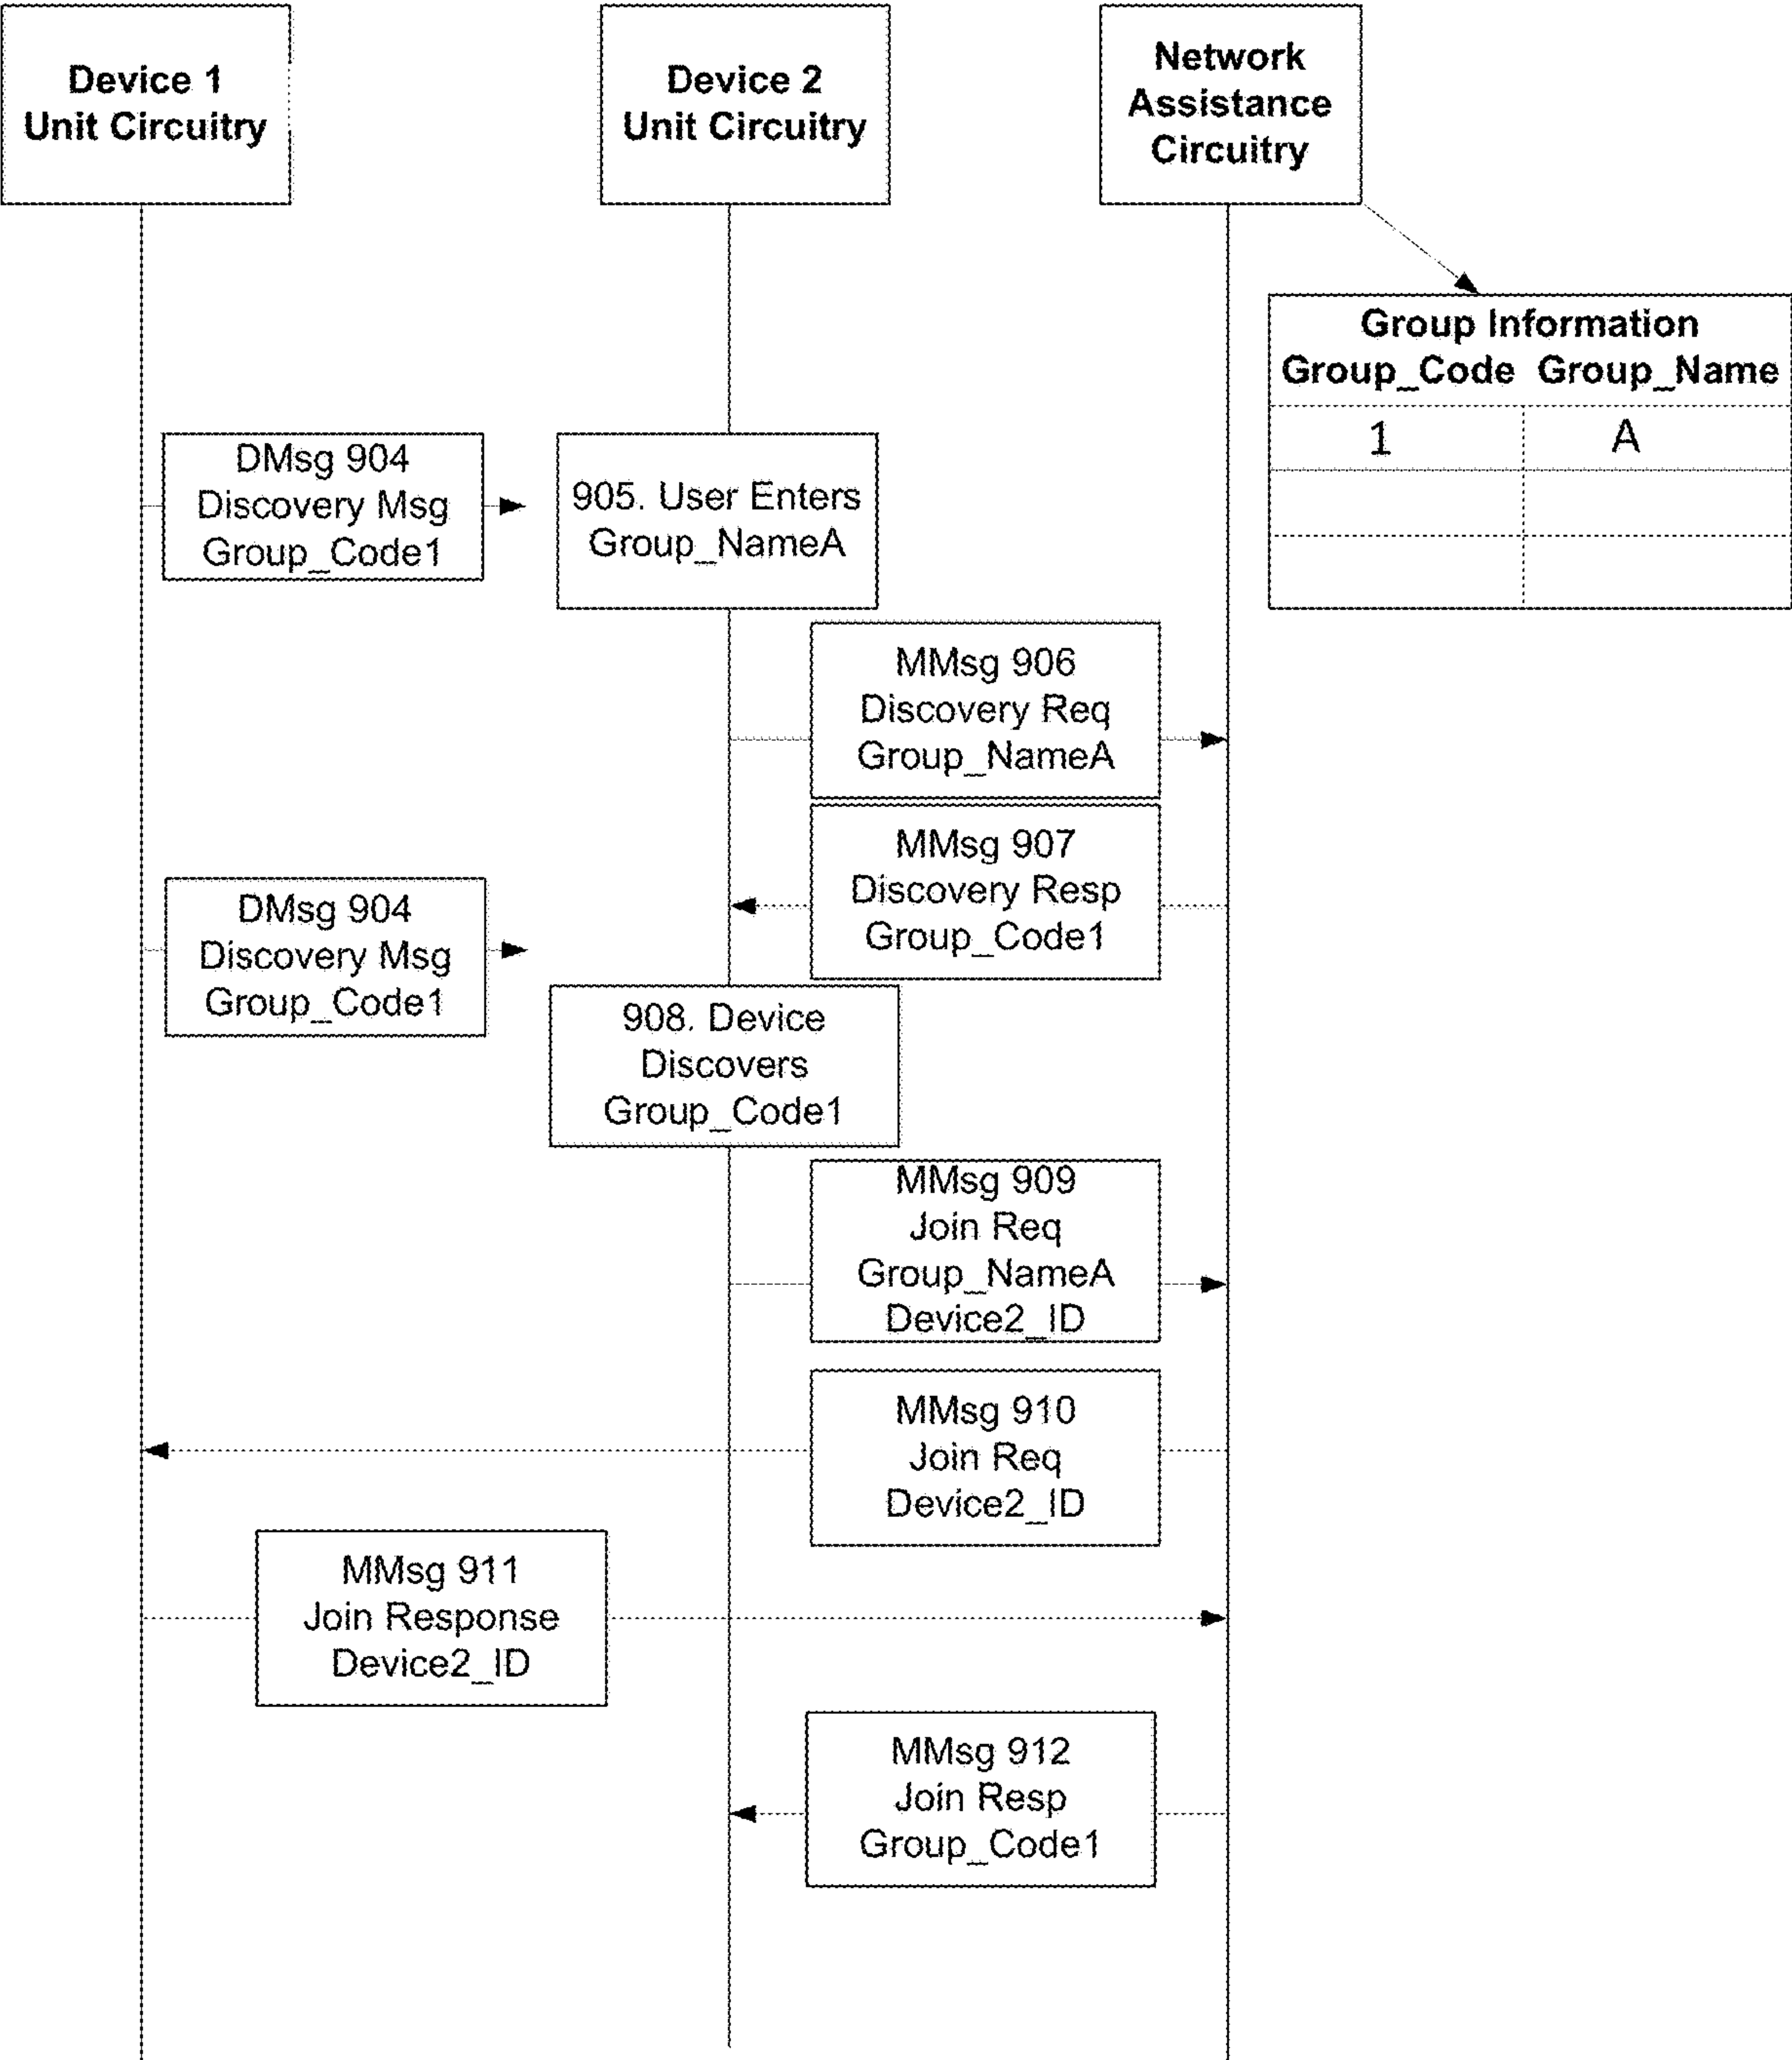 Device 1
Unit Circuitry
Device 2
Unit Circuitry
Network
Assistance
Circuitry
Group Information
Group_Code Group_Name
1 A
DMsg 904
Discovery Msg
Group_Code1
905. User Enters
Group_NameA
MMsg 906
Discovery Req
Group_NameA
MMsg 907
Discovery Resp
Group_Code1
DMsg 904
Discovery Msg
Group_Code1
908. Device
Discovers
Group_Code1
MMsg 909
Join Req
Group_NameA
Device2_ID
MMsg 910
Join Req
Device2_ID
MMsg 911
Join Response
Device2_ID
MMsg 912
Join Resp
Group_Code1